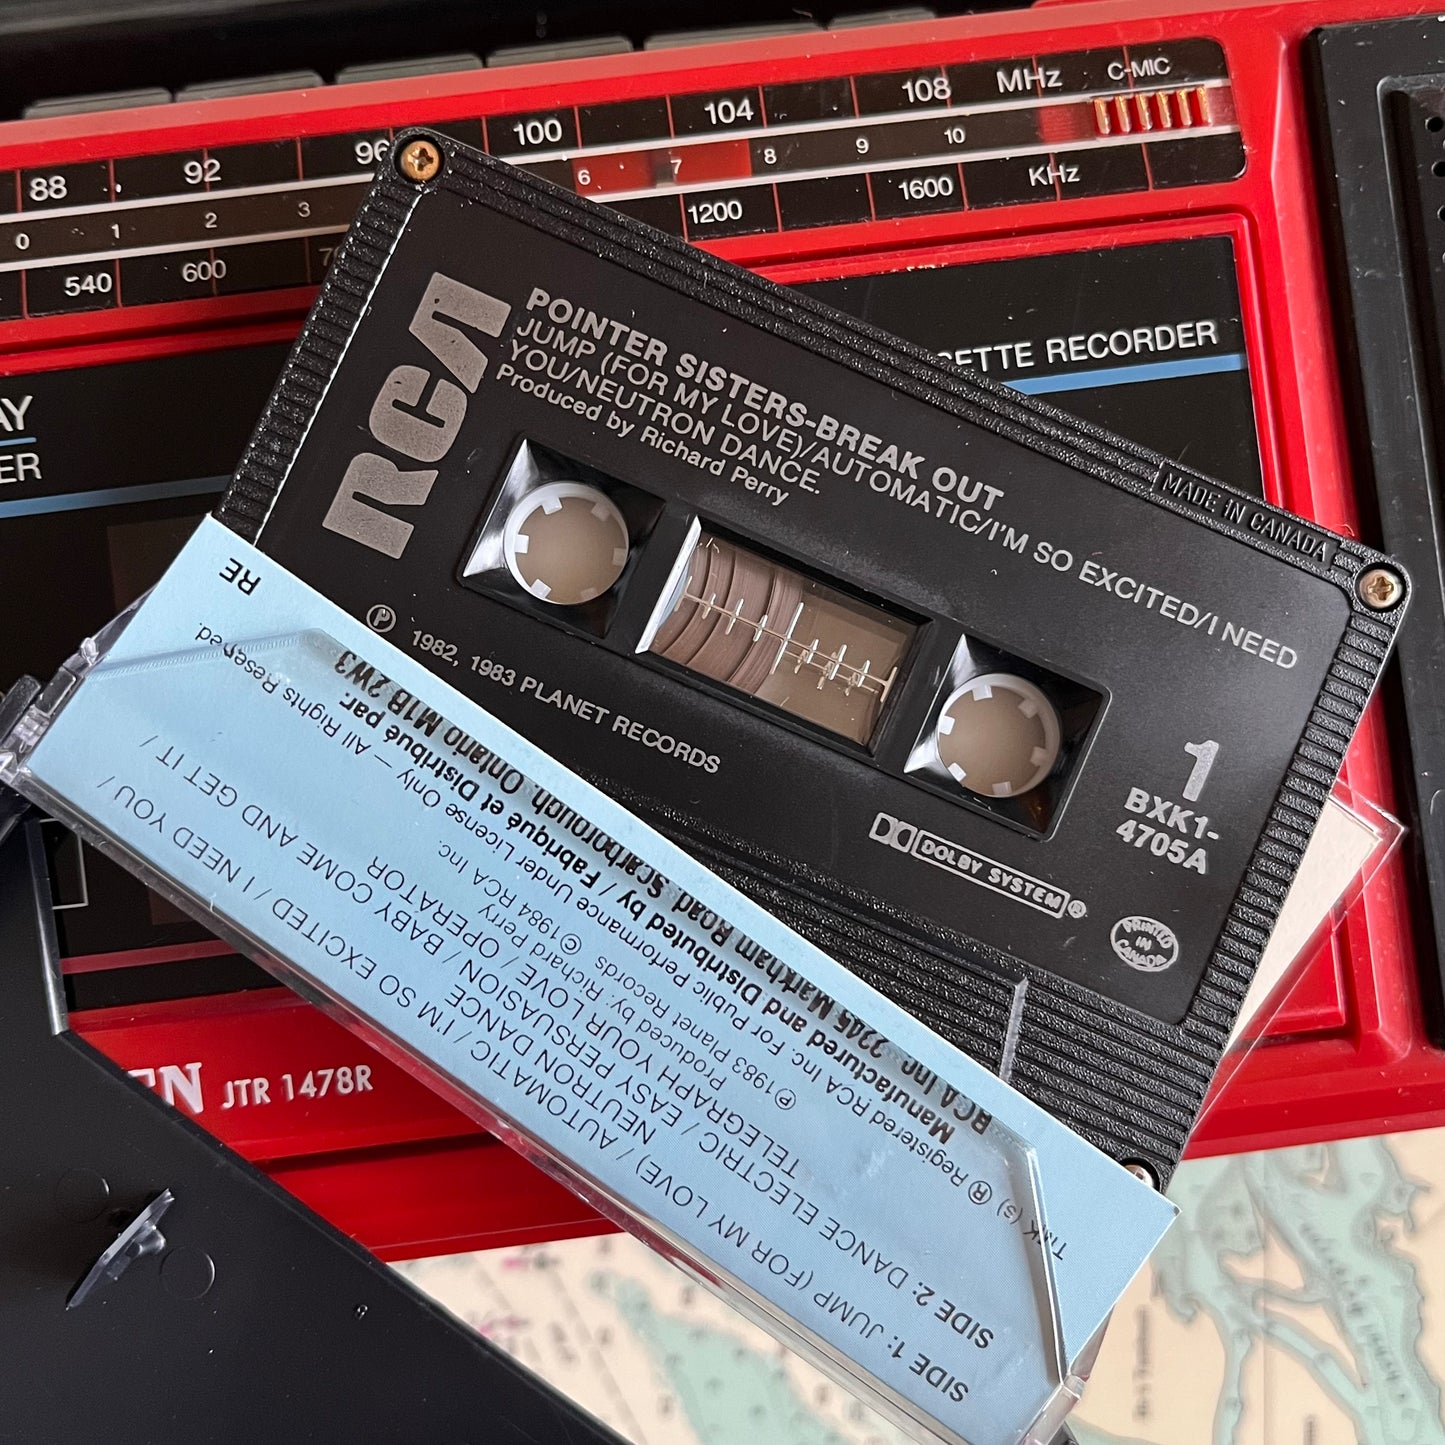 88 92 96 100 104 108 MHz C-MIC
0 1 2 3 6 7 8 9 10
540 600 1200 1600 KHz
CETTE RECORDER
AY
ER
RCA
POINTER SISTERS-BREAK OUT
JUMP (FOR MY LOVE)/AUTOMATIC/I'M SO EXCITED/I NEED
YOU/NEUTRON DANCE.
Produced by Richard Perry
MADE IN CANADA
Ⓟ 1982, 1983 PLANET RECORDS
1
BXK1-
4705A
DOLBY SYSTEM®
PRINTED
IN
CANADA
JTR 1478R
SIDE 1: JUMP (FOR MY LOVE) / AUTOMATIC / I'M SO EXCITED / I NEED YOU /
NEUTRON DANCE
SIDE 2: DANCE ELECTRIC / EASY PERSUASION / BABY COME AND GET IT /
TELEGRAPH YOUR LOVE / OPERATOR
Produced by: Richard Perry
Ⓟ1983 Planet Records. ©1984 RCA Inc.
TMK (s) ® Registered RCA Inc. For Public Performance Under License Only — All Rights Reserved.
Manufactured and Distributed by / Fabriqué et Distribué par:
RCA Inc. 2245 Markham Road, Scarborough, Ontario M1B 2W3
RE